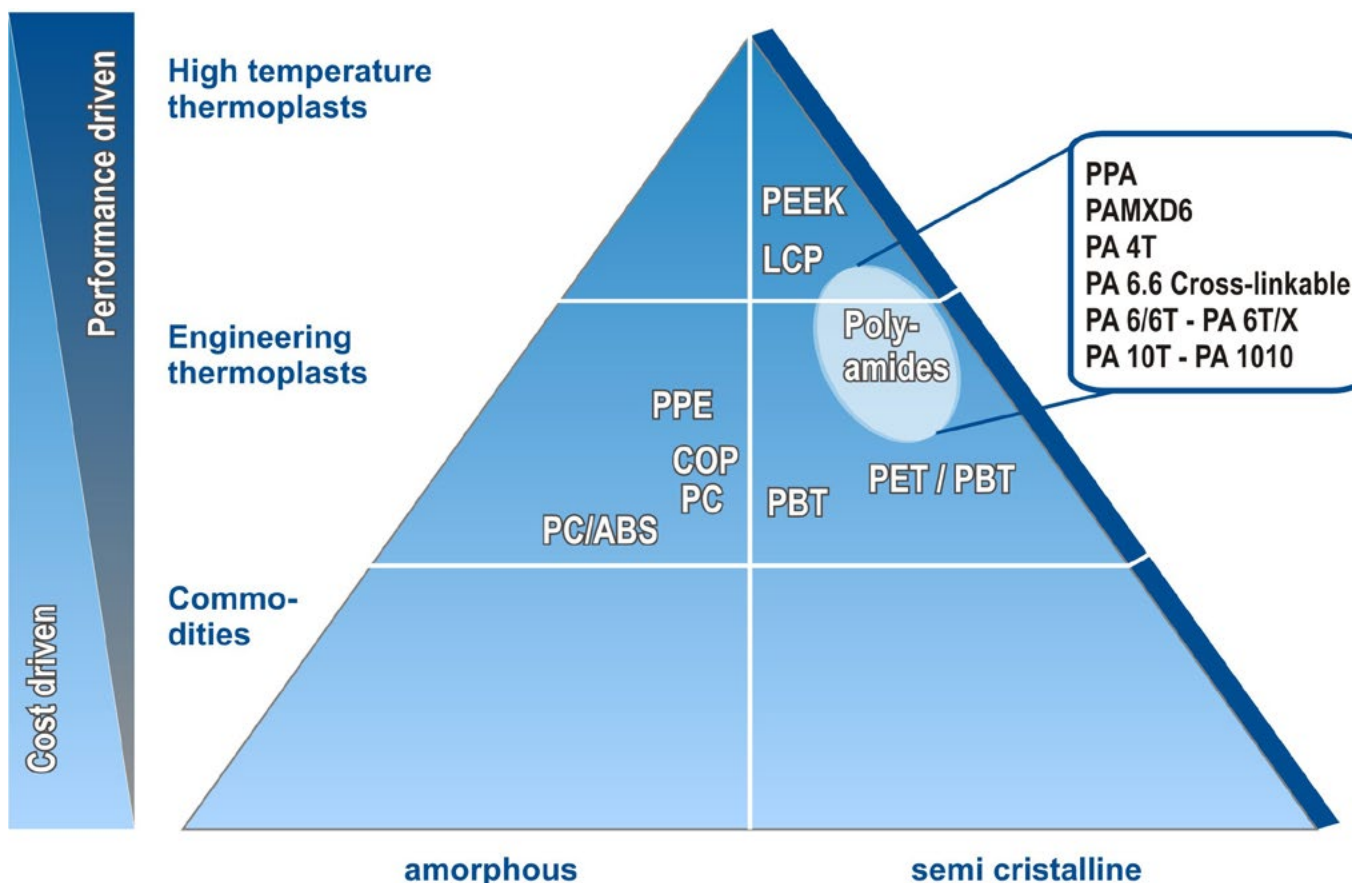 Performance driven
Cost driven
High temperature
thermoplasts
Engineering
thermoplasts
Commo-
dities
PEEK
LCP
Poly-
amides
PPE
COP
PC
PC/ABS
PBT
PET / PBT
PPA
PAMXD6
PA 4T
PA 6.6 Cross-linkable
PA 6/6T - PA 6T/X
PA 10T - PA 1010
amorphous
semi cristalline